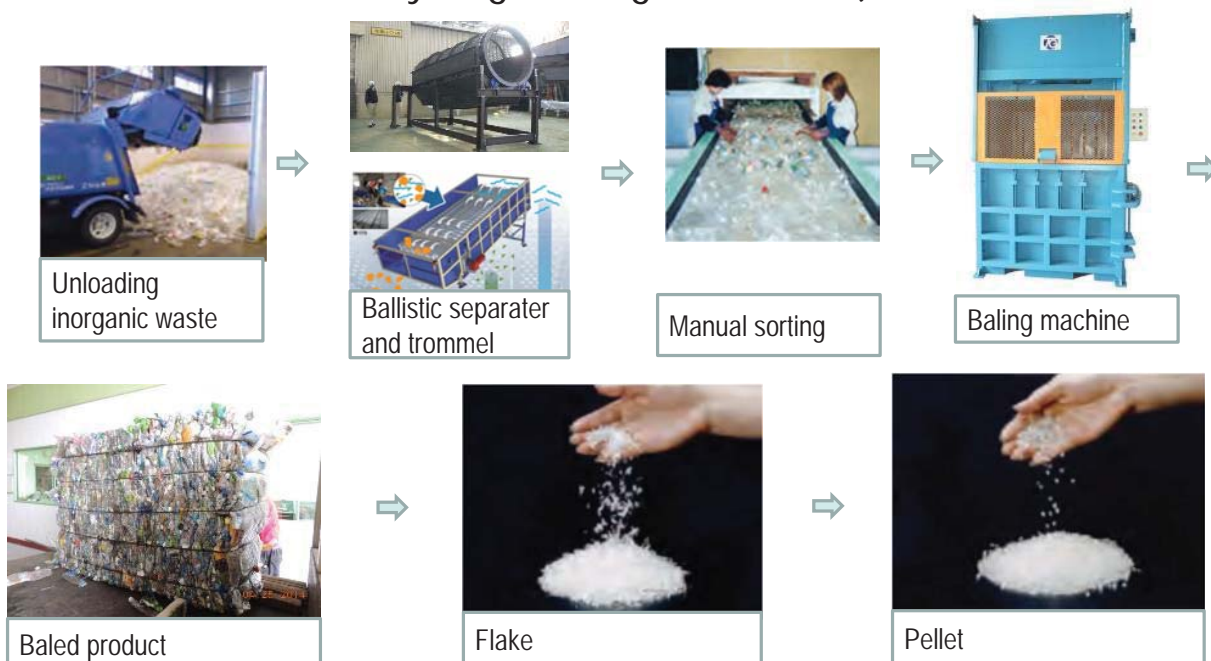 Unloading
inorganic waste
Ballistic separater
and trommel
Manual sorting
Baling machine
Baled product
Flake
Pellet